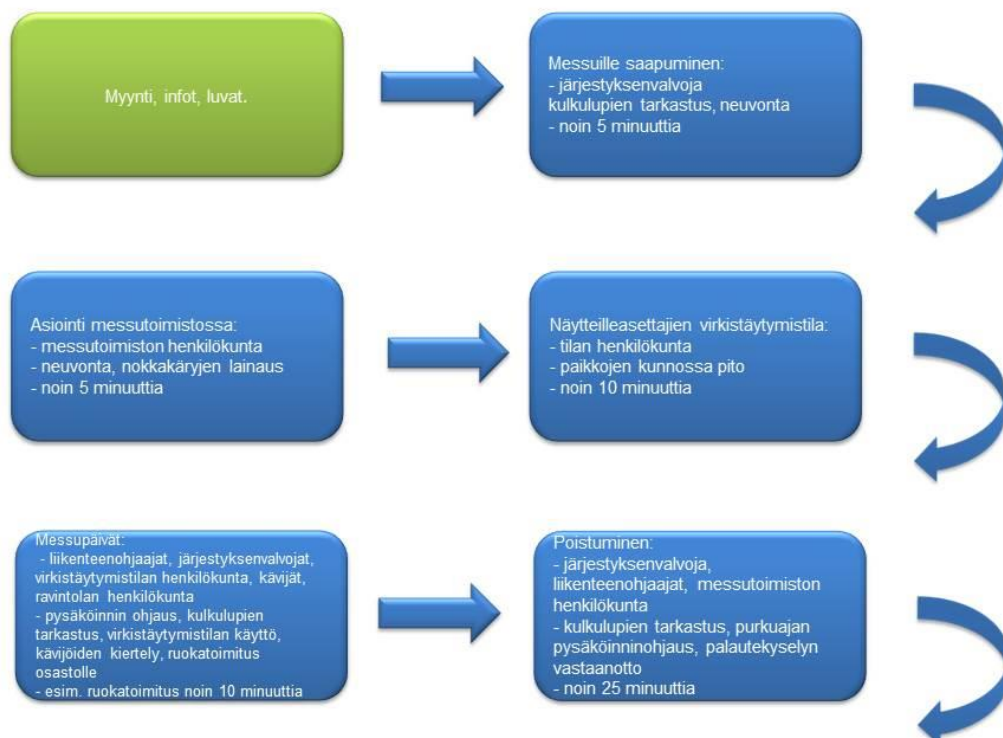 Myynti, infot, luvat.
Messuille saapuminen:
- järjestyksenvalvoja
kulkulupien tarkastus, neuvonta
- noin 5 minuuttia
Asiointi messutoimistossa:
- messutoimiston henkilökunta
- neuvonta, nokkakäryjen lainaus
- noin 5 minuuttia
Näytteilleasettajien virkistäytymistila:
- tilan henkilökunta
- paikkojen kunnossa pito
- noin 10 minuuttia
Messupäivät:
- liikenteenohjaajat, järjestyksenvalvojat,
virkistäytymistilan henkilökunta, kävijät,
ravintolan henkilökunta
- pysäköinnin ohjaus, kulkulupien
tarkastus, virkistäytymistilan käyttö,
kävijöiden kiertely, ruokatoimitus
osastolle
- esim. ruokatoimitus noin 10 minuuttia
Poistuminen:
- järjestyksenvalvoja,
liikenteenohjaajat, messutoimiston
henkilökunta
- kulkulupien tarkastus, purkuajan
pysäköinninohjaus, palautekyselyn
vastaanotto
- noin 25 minuuttia